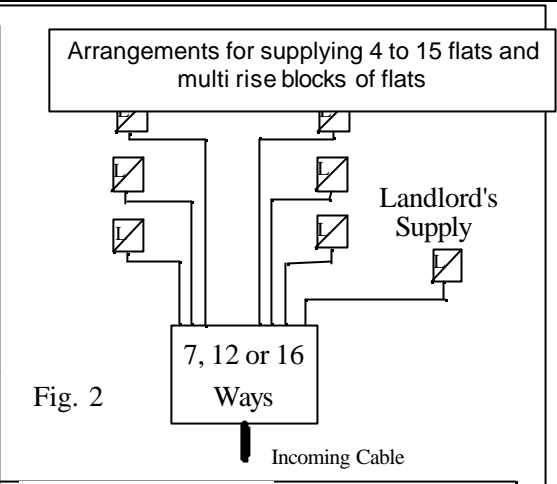 Arrangements for supplying 4 to 15 flats and
multi rise blocks of flats
L
L
L
L
L
L
Landlord's
Supply
L
7, 12 or 16
Ways
Fig. 2
Incoming Cable